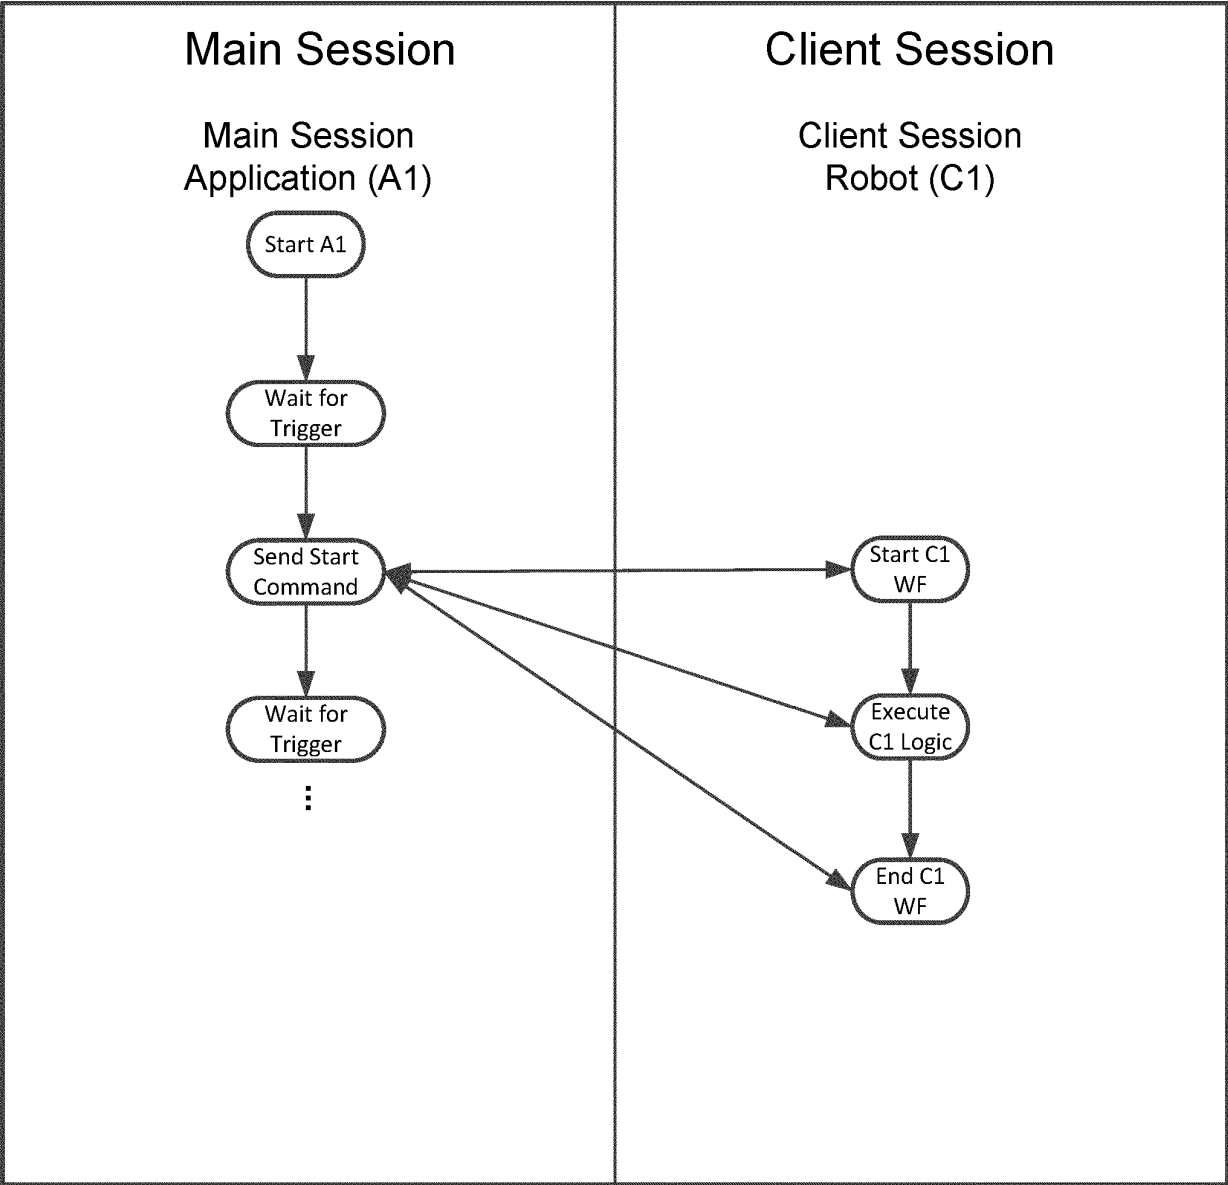 Main Session
Main Session
Application (A1)
Start A1
Wait for
Trigger
Send Start
Command
Wait for
Trigger
...
Client Session
Client Session
Robot (C1)
Start C1
WF
Execute
C1 Logic
End C1
WF